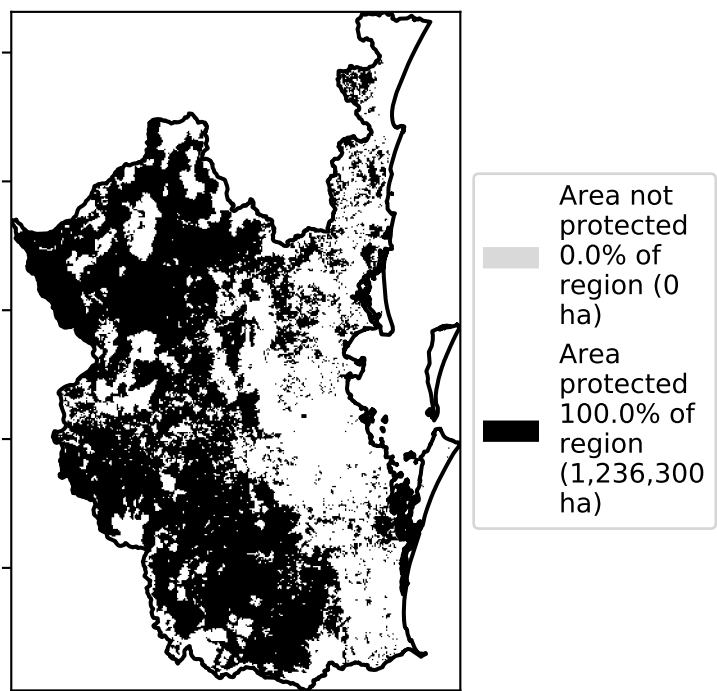 Area not
protected
0.0% of
region (0
ha)
Area
protected
100.0% of
region
(1,236,300
ha)